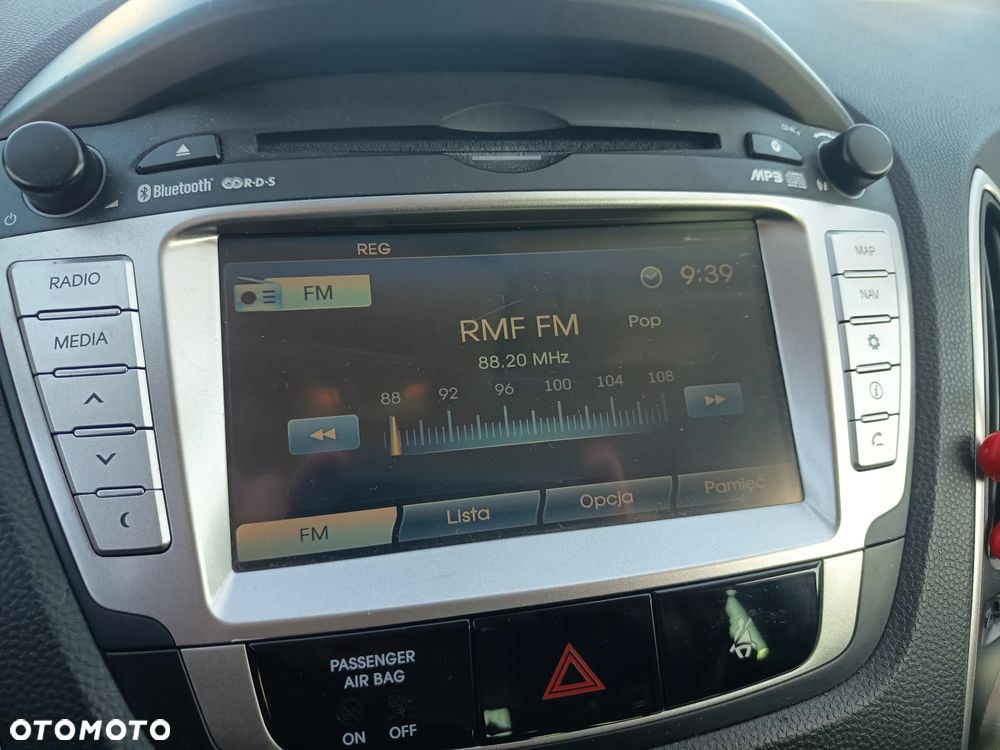 Bluetooth R·D·S
MP3
RADIO
MEDIA
MAP
NAV
REG
FM
9:39
RMF FM Pop
88.20 MHz
88 92 96 100 104 108
FM Lista Opcja Pamięć
PASSENGER
AIR BAG
ON OFF
OTOMOTO